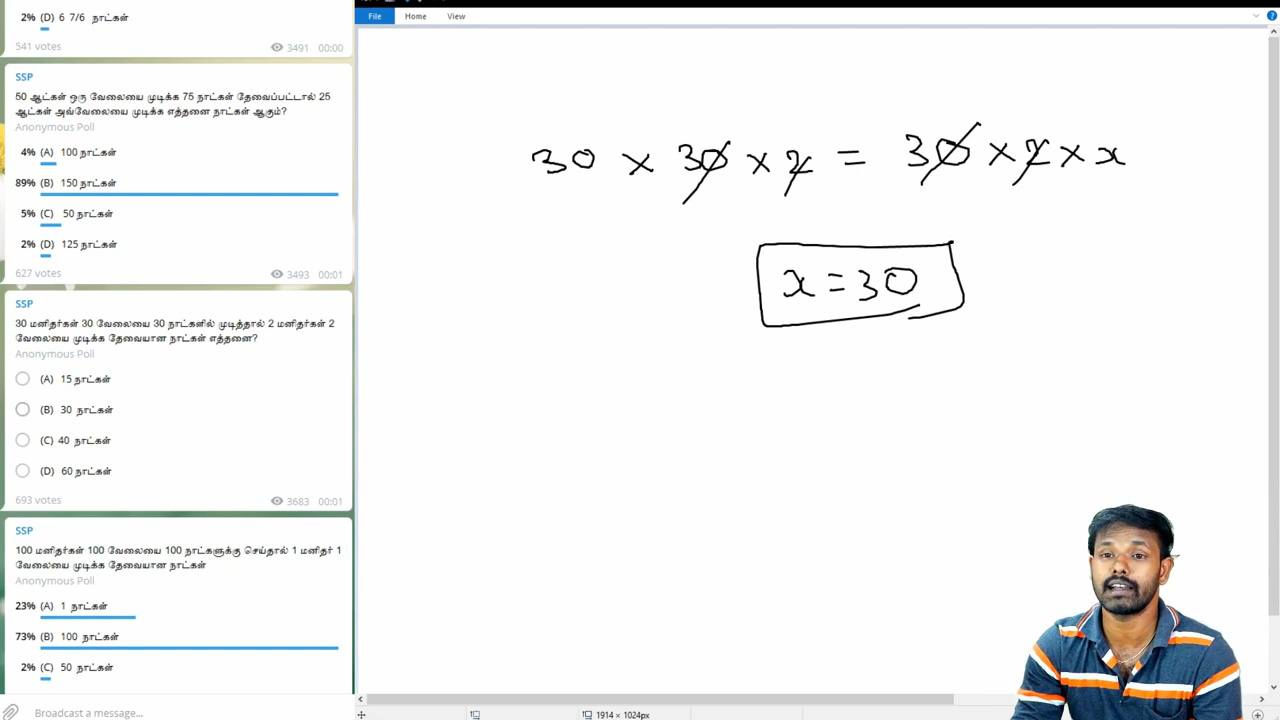 File Home View
2% (D) 6 7/6 நாட்கள்
541 votes 3491 00:00
SSP
50 ஆட்கள் ஒரு வேலையை முடிக்க 75 நாட்கள் தேவைப்பட்டால் 25
ஆட்கள் அவ்வேலையை முடிக்க எத்தனை நாட்கள் ஆகும்?
Anonymous Poll
4% (A) 100 நாட்கள்
89% (B) 150 நாட்கள்
5% (C) 50 நாட்கள்
2% (D) 125 நாட்கள்
627 votes 3493 00:01
SSP
30 மனிதர்கள் 30 வேலையை 30 நாட்களில் முடித்தால் 2 மனிதர்கள் 2
வேலையை முடிக்க தேவையான நாட்கள் எத்தனை?
Anonymous Poll
(A) 15 நாட்கள்
(B) 30 நாட்கள்
(C) 40 நாட்கள்
(D) 60 நாட்கள்
693 votes 3683 00:01
SSP
100 மனிதர்கள் 100 வேலையை 100 நாட்களுக்கு செய்தால் 1 மனிதர் 1
வேலையை முடிக்க தேவையான நாட்கள்
Anonymous Poll
23% (A) 1 நாட்கள்
73% (B) 100 நாட்கள்
2% (C) 50 நாட்கள்
Broadcast a message...
30 × 30 × 2 = 30 × 2 × x
x = 30
1914 × 1024px